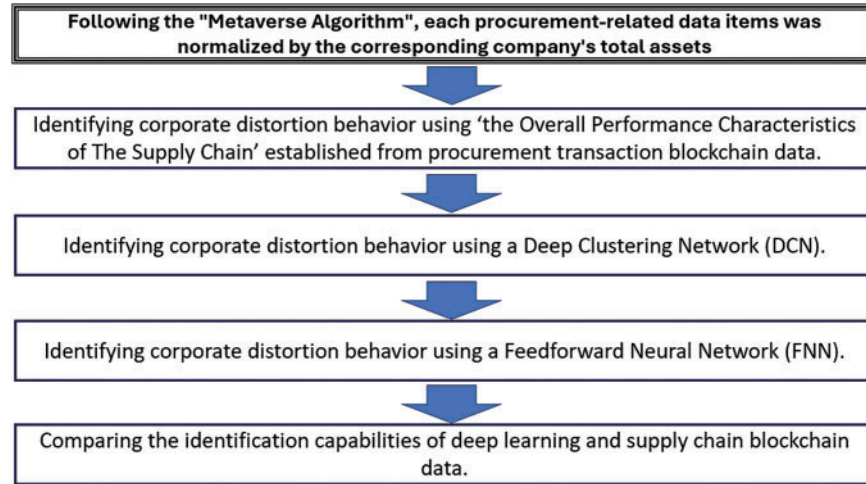 Following the "Metaverse Algorithm", each procurement-related data items was
normalized by the corresponding company's total assets
Identifying corporate distortion behavior using ‘the Overall Performance Characteristics
of The Supply Chain’ established from procurement transaction blockchain data.
Identifying corporate distortion behavior using a Deep Clustering Network (DCN).
Identifying corporate distortion behavior using a Feedforward Neural Network (FNN).
Comparing the identification capabilities of deep learning and supply chain blockchain
data.